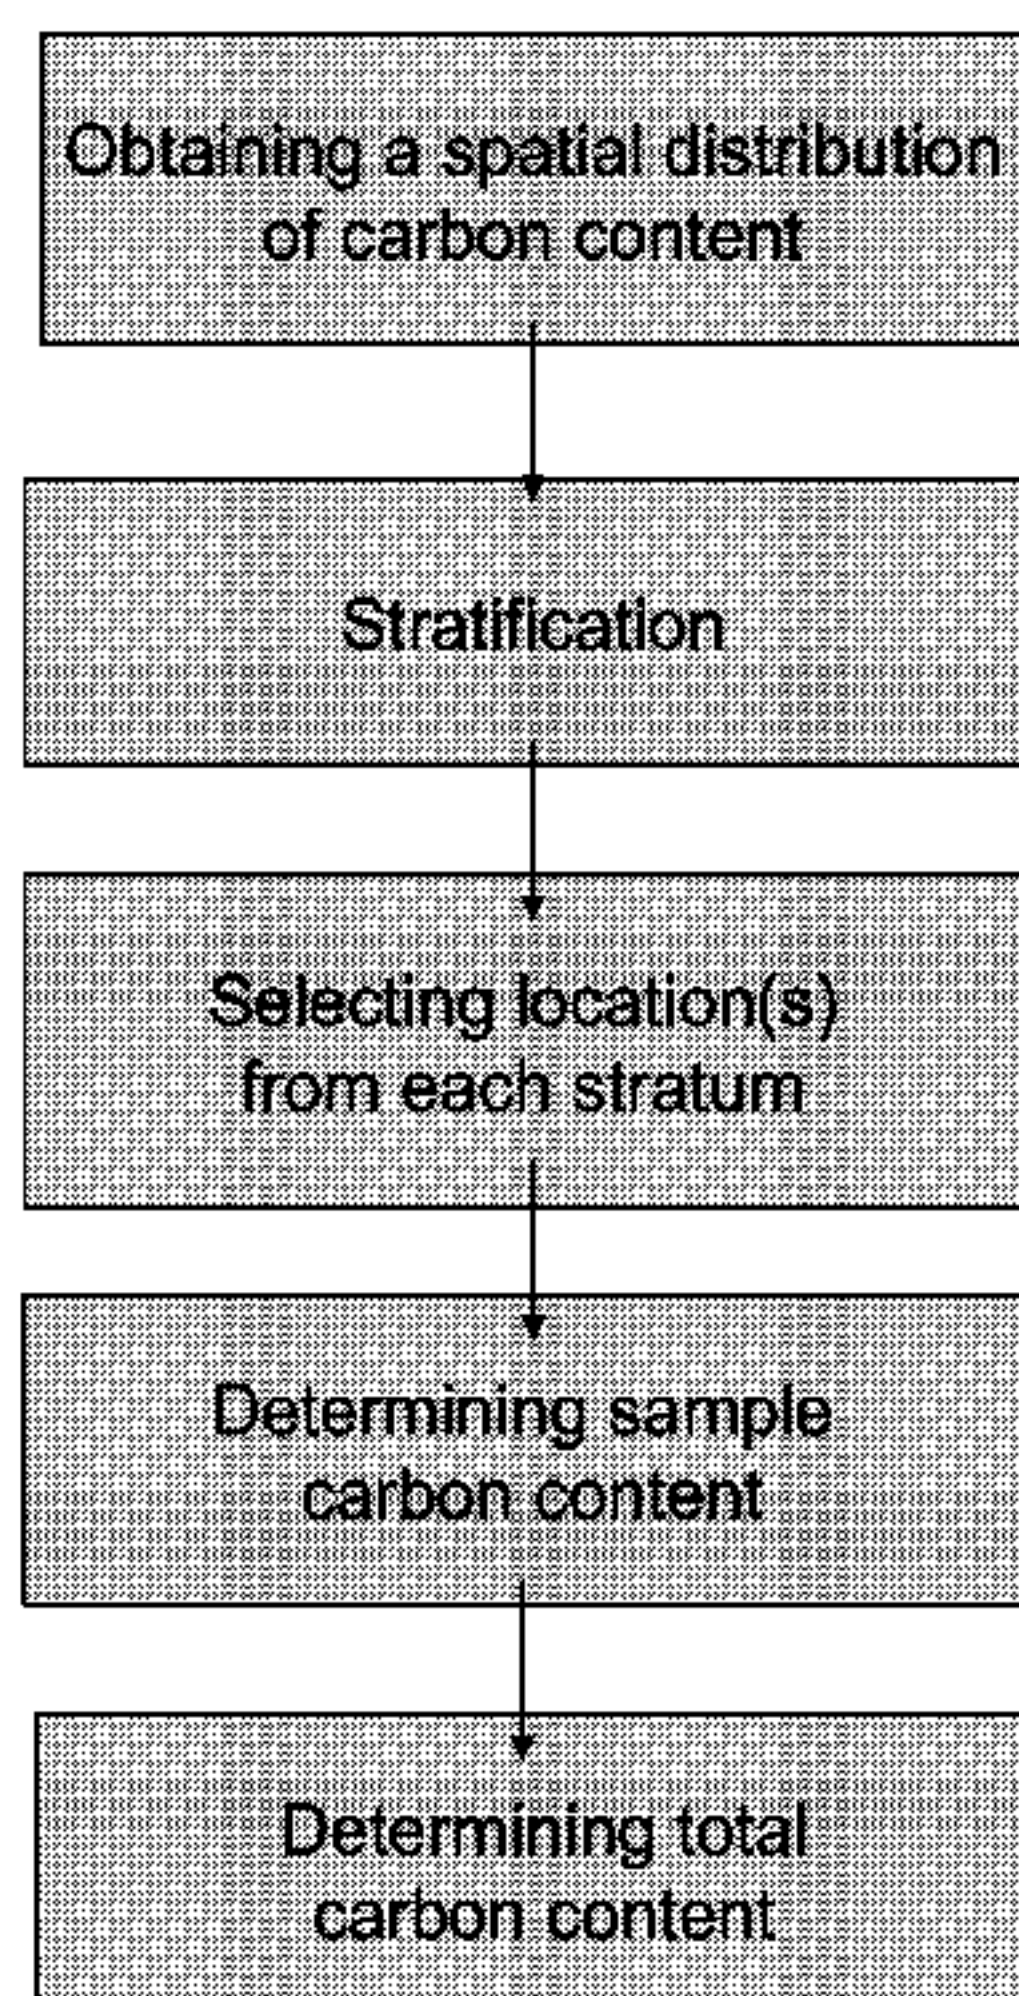 Obtaining a spatial distribution
of carbon content
Stratification
Selecting location(s)
from each stratum
Determining sample
carbon content
Determining total
carbon content